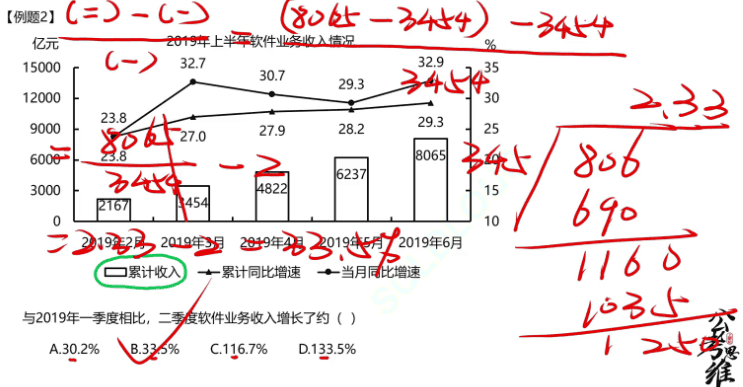 【例题2】
(二)-(一) = (8065-3454)-3454
亿元 2019年上半年软件业务收入情况 %
(一) 3454
15000 12000 9000 6000 3000 0
35 30 25 20 15 10
23.8 32.7 30.7 29.3 32.9
23.8 27.0 27.9 28.2 29.3
2167 3454 4822 6237 8065
2019年2月 2019年3月 2019年4月 2019年5月 2019年6月
累计收入 累计同比增速 当月同比增速
= 8065
3454
- 2
= 2.33 - 2 = 33.5%
2.33
345 806
690
1160
1035
1250
与2019年一季度相比，二季度软件业务收入增长了约（ ）
A.30.2% B.33.5% C.116.7% D.133.5%